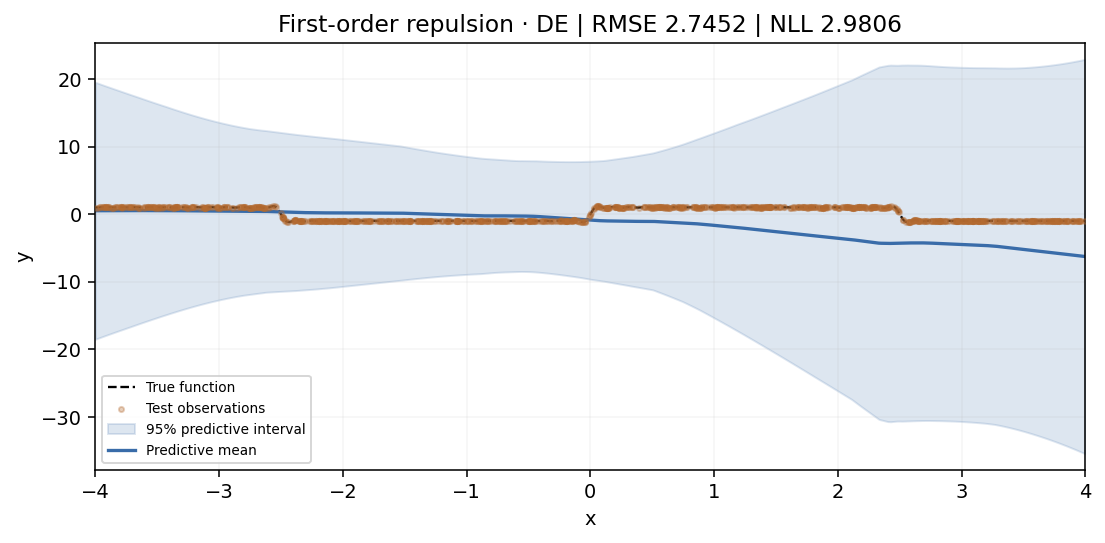 First-order repulsion · DE | RMSE 2.7452 | NLL 2.9806
y
20
10
0
−10
−20
−30
True function
Test observations
95% predictive interval
Predictive mean
−4
−3
−2
−1
0
1
2
3
4
x